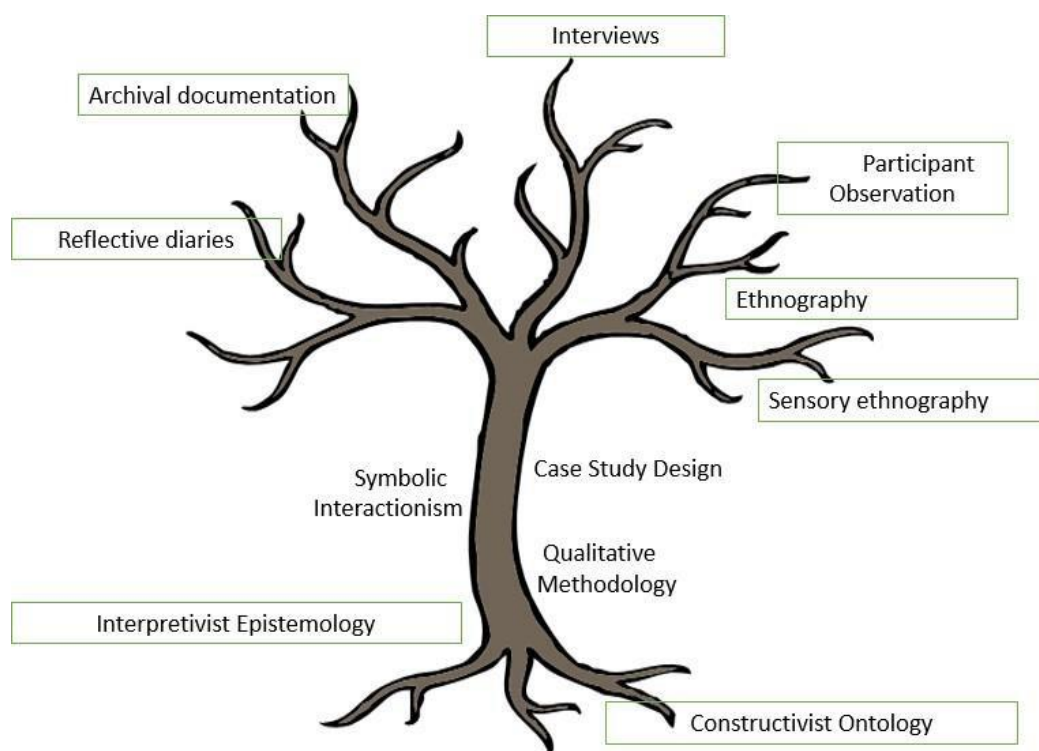 Interviews
Archival documentation
Participant
Observation
Reflective diaries
Ethnography
Sensory ethnography
Symbolic
Interactionism
Case Study Design
Qualitative
Methodology
Interpretivist Epistemology
Constructivist Ontology